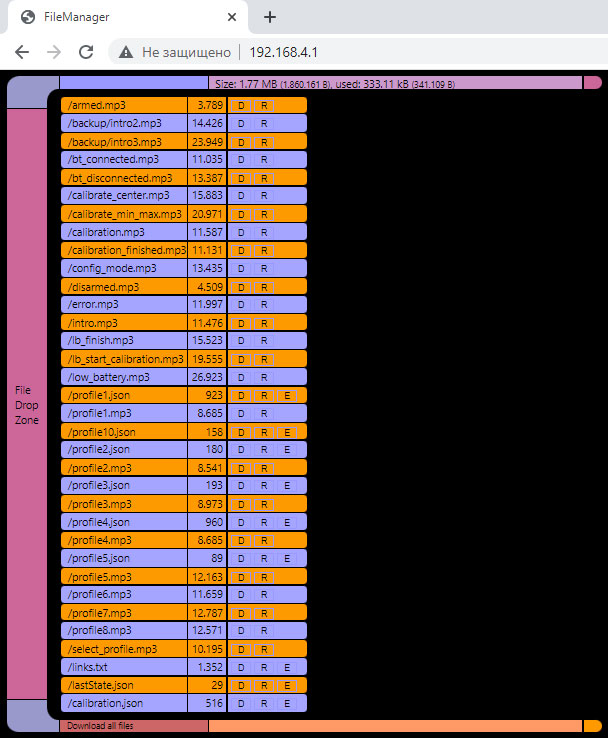 FileManager
Не защищено 192.168.4.1
Size: 1.77 MB (1.860.161 B), used: 333.11 kB (341.109 B)
/armed.mp3 3.789 D R
/backup/intro2.mp3 14.426 D R
/backup/intro3.mp3 23.949 D R
/bt_connected.mp3 11.035 D R
/bt_disconnected.mp3 13.387 D R
/calibrate_center.mp3 15.883 D R
/calibrate_min_max.mp3 20.971 D R
/calibration.mp3 11.587 D R
/calibration_finished.mp3 11.131 D R
/config_mode.mp3 13.435 D R
/disarmed.mp3 4.509 D R
/error.mp3 11.997 D R
/intro.mp3 11.476 D R
/lb_finish.mp3 15.523 D R
/lb_start_calibration.mp3 19.555 D R
/low_battery.mp3 26.923 D R
/profile1.json 923 D R E
/profile1.mp3 8.685 D R
/profile10.json 158 D R E
/profile2.json 180 D R E
/profile2.mp3 8.541 D R
/profile3.json 193 D R E
/profile3.mp3 8.973 D R
/profile4.json 960 D R E
/profile4.mp3 8.685 D R
/profile5.json 89 D R E
/profile5.mp3 12.163 D R
/profile6.mp3 11.659 D R
/profile7.mp3 12.787 D R
/profile8.mp3 12.571 D R
/select_profile.mp3 10.195 D R
/links.txt 1.352 D R E
/lastState.json 29 D R E
/calibration.json 516 D R E
File
Drop
Zone
Download all files